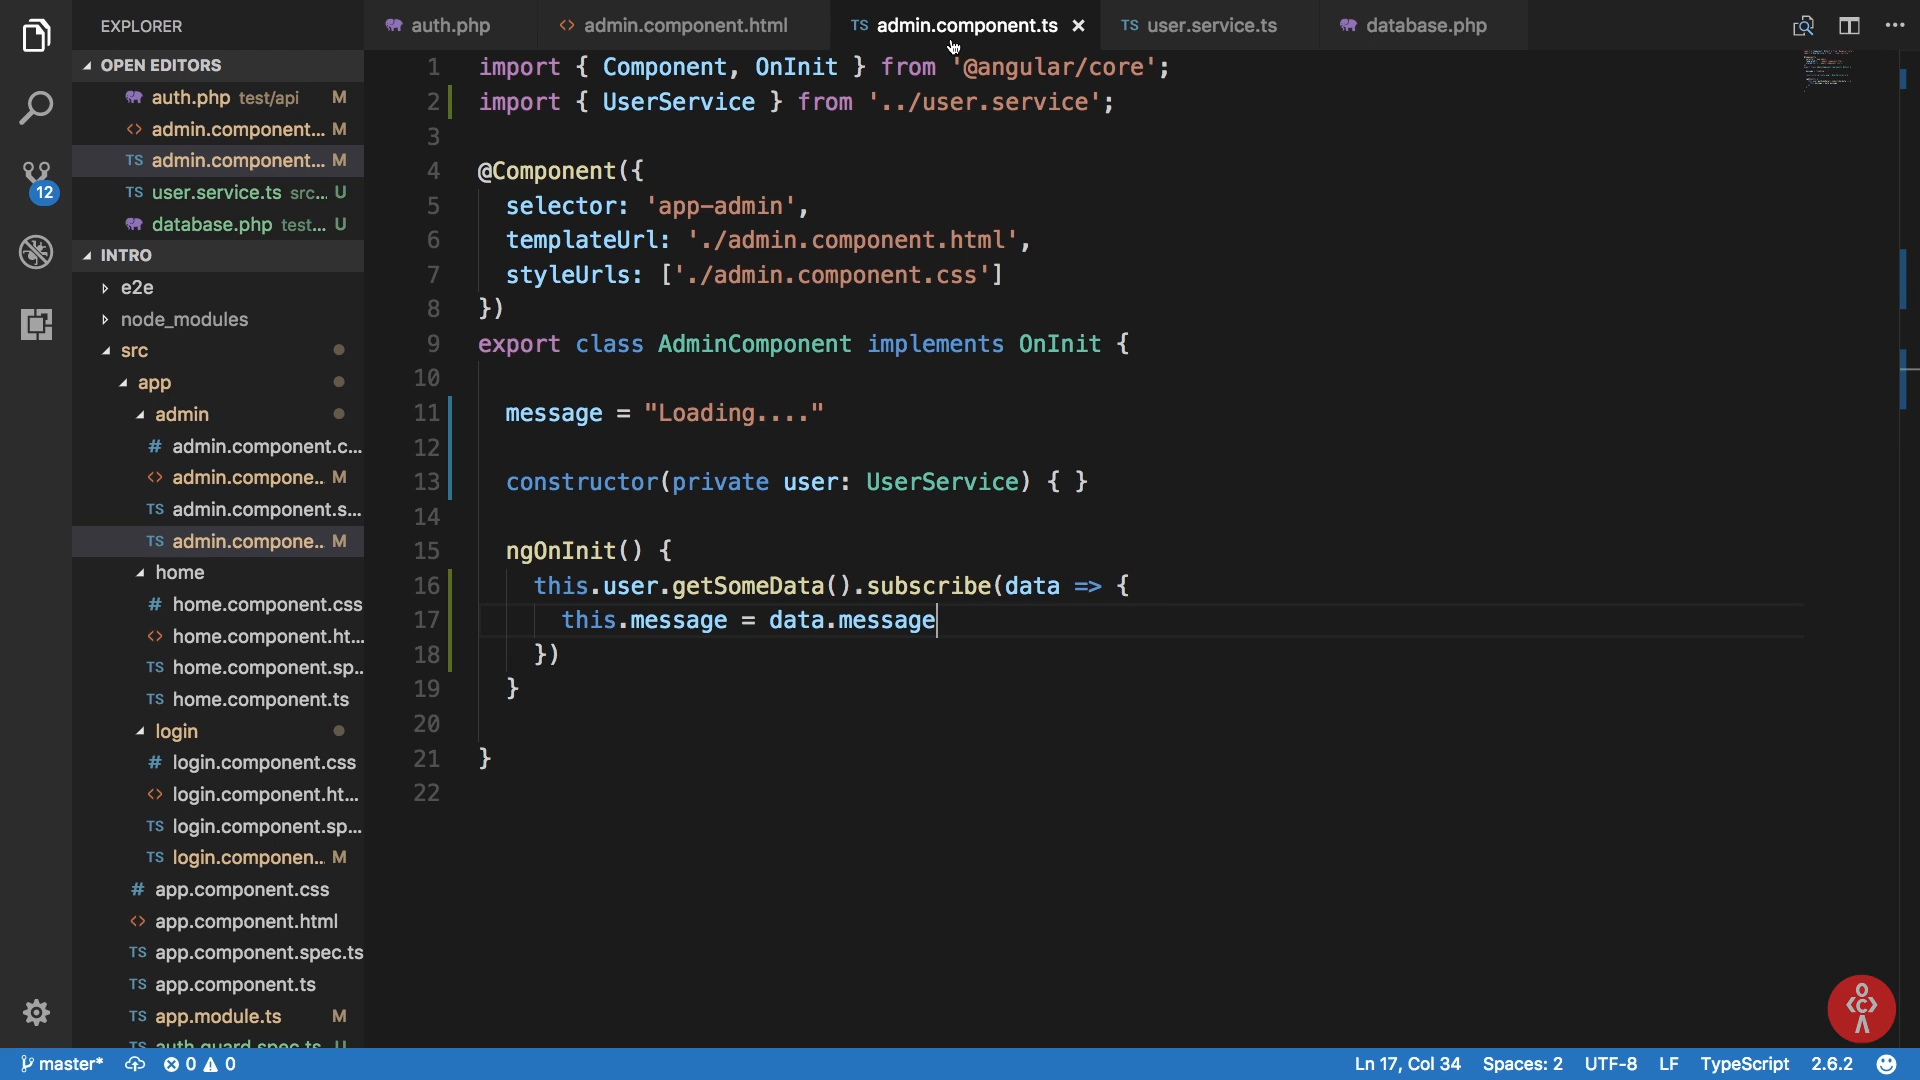 EXPLORER
OPEN EDITORS
auth.php test/api M
admin.component... M
admin.component... M
user.service.ts src... U
database.php test... U
INTRO
e2e
node_modules
src
app
admin
# admin.component.c...
<> admin.compone.. M
TS admin.component.s...
TS admin.compone.. M
home
# home.component.css
<> home.component.ht...
TS home.component.sp..
TS home.component.ts
login
# login.component.css
<> login.component.ht...
TS login.component.sp...
TS login.componen.. M
# app.component.css
<> app.component.html
TS app.component.spec.ts
TS app.component.ts
TS app.module.ts M
TS auth.guard.spec.ts U
12
auth.php
<> admin.component.html
TS admin.component.ts ×
TS user.service.ts
database.php
1 import { Component, OnInit } from '@angular/core';
2 import { UserService } from '../user.service';
3
4 @Component({
5 selector: 'app-admin',
6 templateUrl: './admin.component.html',
7 styleUrls: ['./admin.component.css']
8 })
9 export class AdminComponent implements OnInit {
10
11 message = "Loading...."
12
13 constructor(private user: UserService) { }
14
15 ngOnInit() {
16 this.user.getSomeData().subscribe(data => {
17 this.message = data.message
18 })
19 }
20
21 }
22
master* 0 0 Ln 17, Col 34 Spaces: 2 UTF-8 LF TypeScript 2.6.2